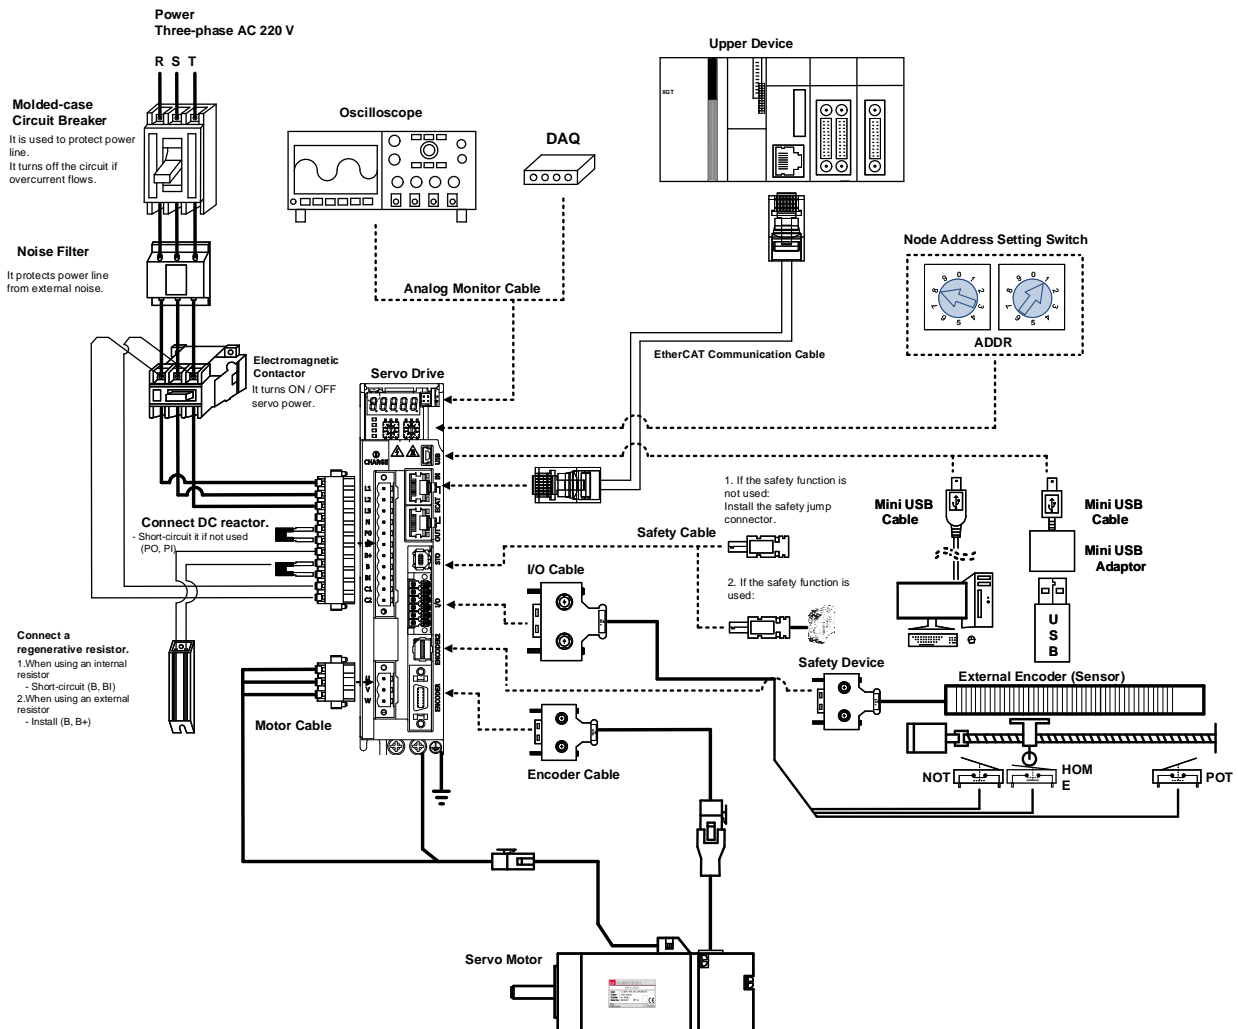 Power
Three-phase AC 220 V
R S T
Molded-case
Circuit Breaker
It is used to protect power
line.
It turns off the circuit if
overcurrent flows.
Noise Filter
It protects power line
from external noise.
Electromagnetic
Contactor
It turns ON / OFF
servo power.
Oscilloscope
DAQ
Analog Monitor Cable
Upper Device
XGT
EtherCAT Communication Cable
Node Address Setting Switch
ADDR
Servo Drive
CHARGE
USB
IN
ECAT
OUT
STO
I/O
ENCODER2
ENCODER
L1
L2
L3
N
PO
B+
B
BI
C1
C2
U
V
W
Connect DC reactor.
- Short-circuit it if not used
(PO, PI)
Connect a
regenerative resistor.
1.When using an internal
resistor
- Short-circuit (B, BI)
2.When using an external
resistor
- Install (B, B+)
Motor Cable
Safety Cable
1. If the safety function is
not used:
Install the safety jump
connector.
2. If the safety function is
used:
I/O Cable
Encoder Cable
Mini USB
Cable
Mini USB
Cable
Mini USB
Adaptor
U
S
B
Safety Device
External Encoder (Sensor)
NOT
HOM
E
POT
Servo Motor